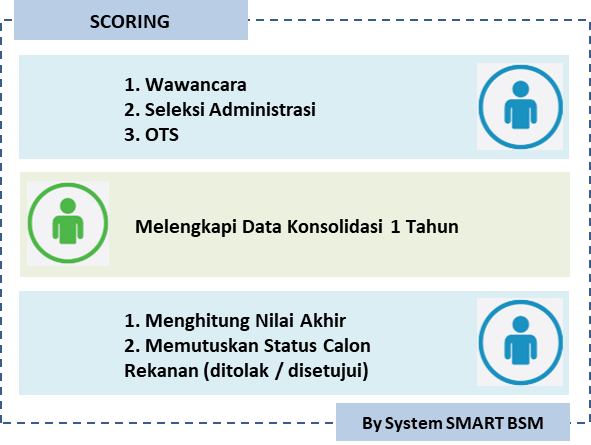 SCORING
1. Wawancara
2. Seleksi Administrasi
3. OTS
Melengkapi Data Konsolidasi 1 Tahun
1. Menghitung Nilai Akhir
2. Memutuskan Status Calon
Rekanan (ditolak / disetujui)
By System SMART BSM